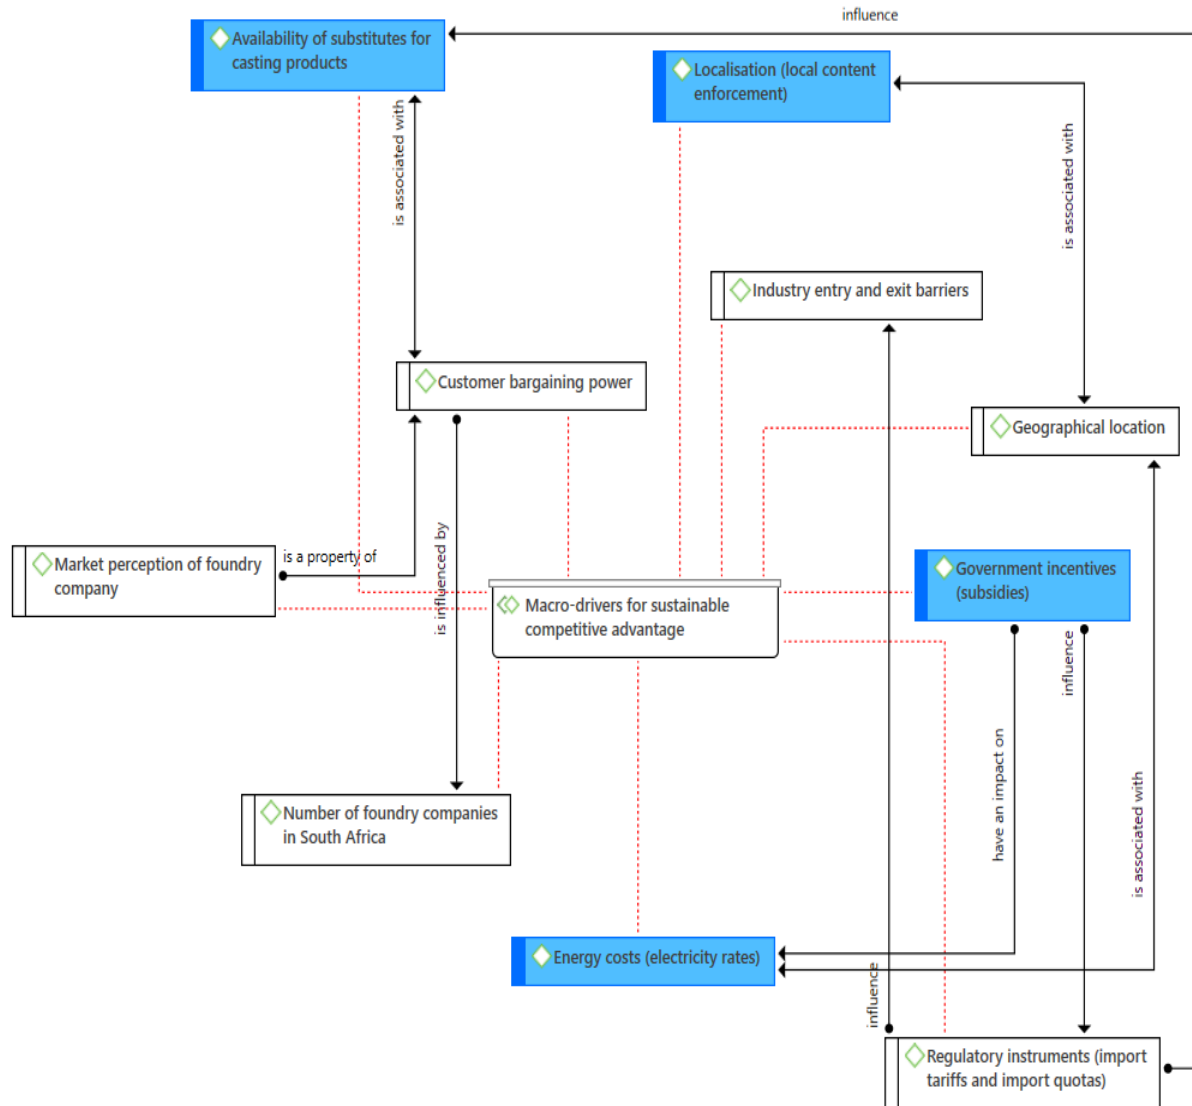 influence
Availability of substitutes for
casting products
Localisation (local content
enforcement)
is associated with
is associated with
Industry entry and exit barriers
Customer bargaining power
Geographical location
Market perception of foundry
company
is a property of
is influenced by
Government incentives
(subsidies)
Macro-drivers for sustainable
competitive advantage
influence
have an impact on
is associated with
Number of foundry companies
in South Africa
Energy costs (electricity rates)
influence
Regulatory instruments (import
tariffs and import quotas)